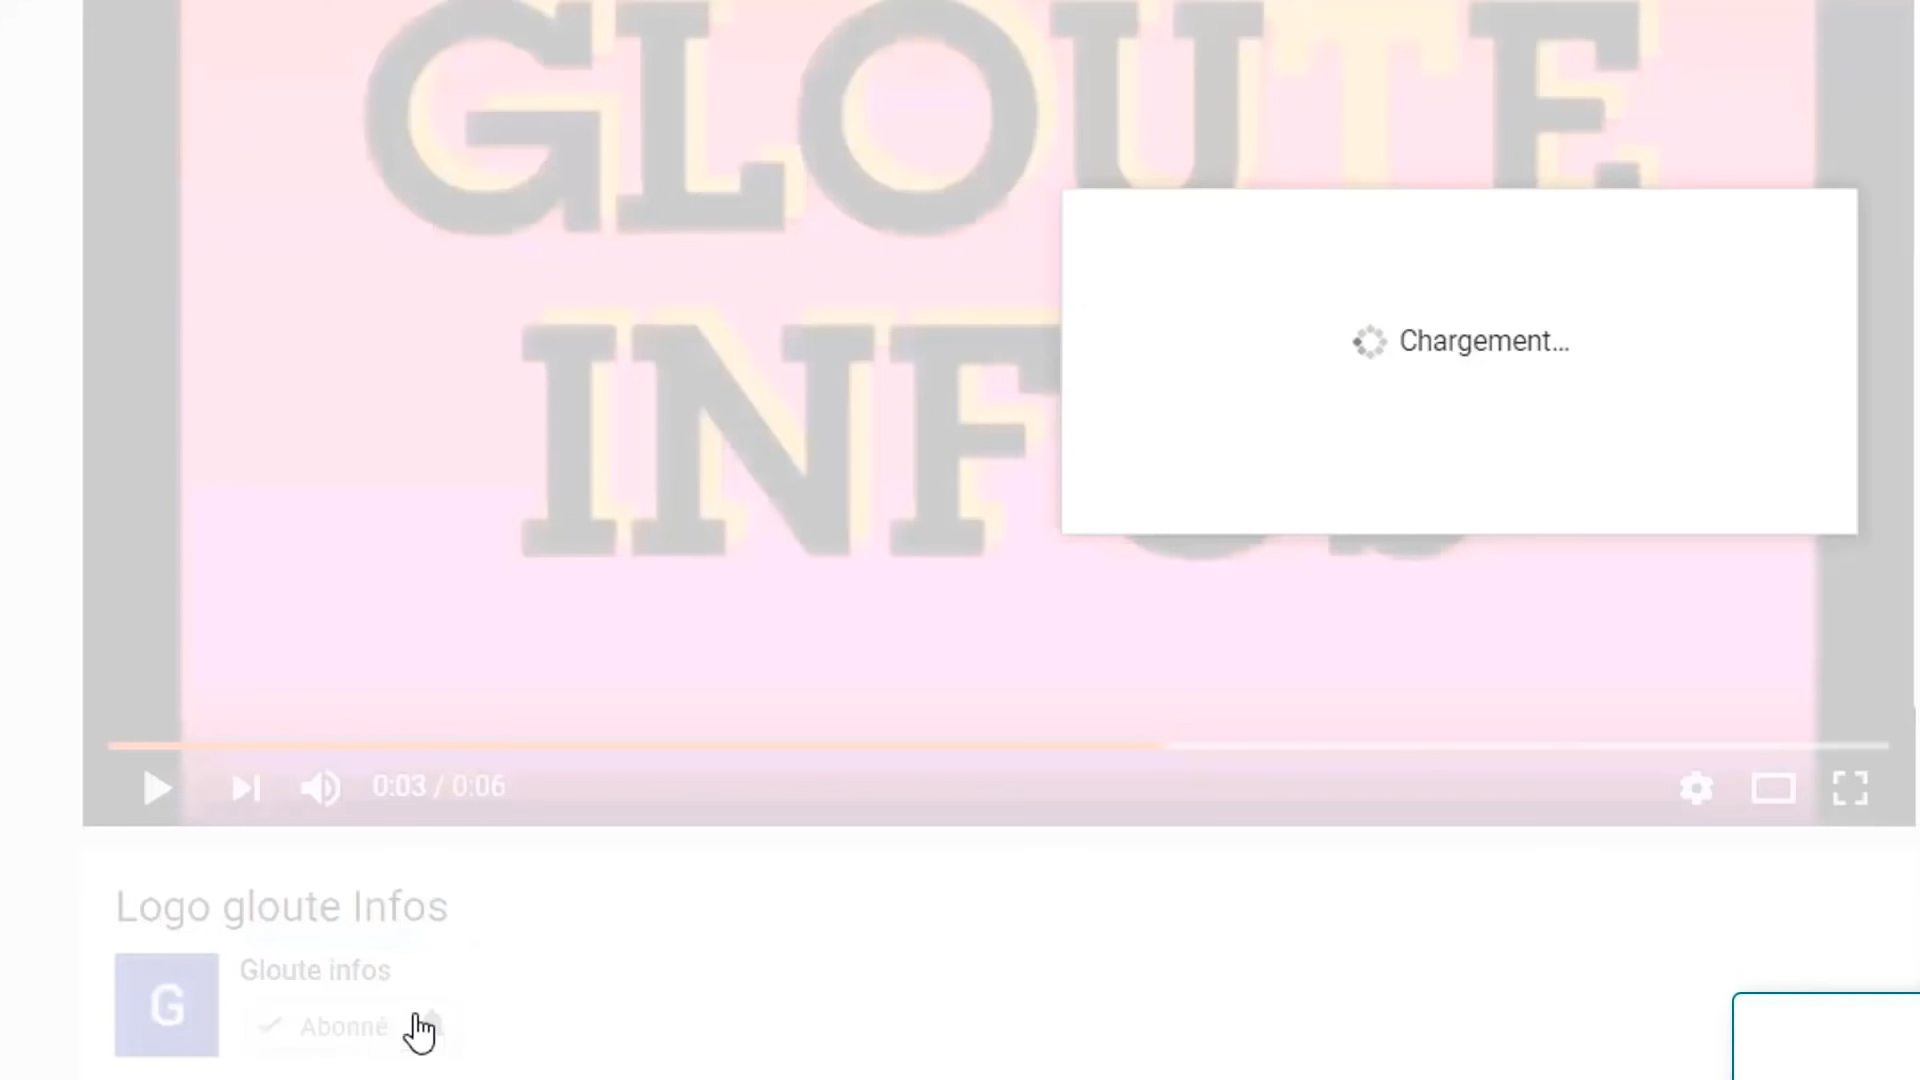 GLOUTE
INF
Chargement...
0:03 / 0:06
Logo gloute Infos
G
Gloute infos
Abonné